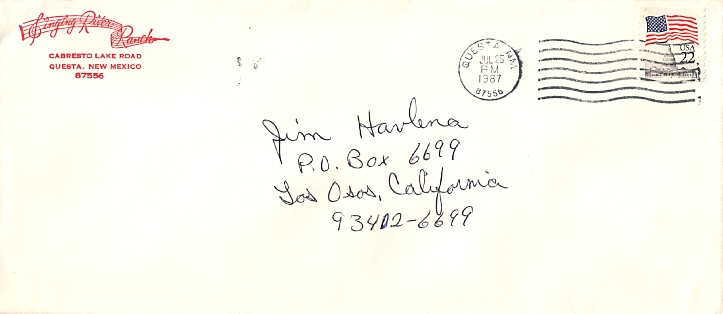 Singing River
Ranch
CABRESTO LAKE ROAD
QUESTA, NEW MEXICO
87556
QUESTA NM
JUL 25
PM
1987
87556
USA
22
Jim Havlena
P.O. Box 6699
Los Osos, California
93412-6699